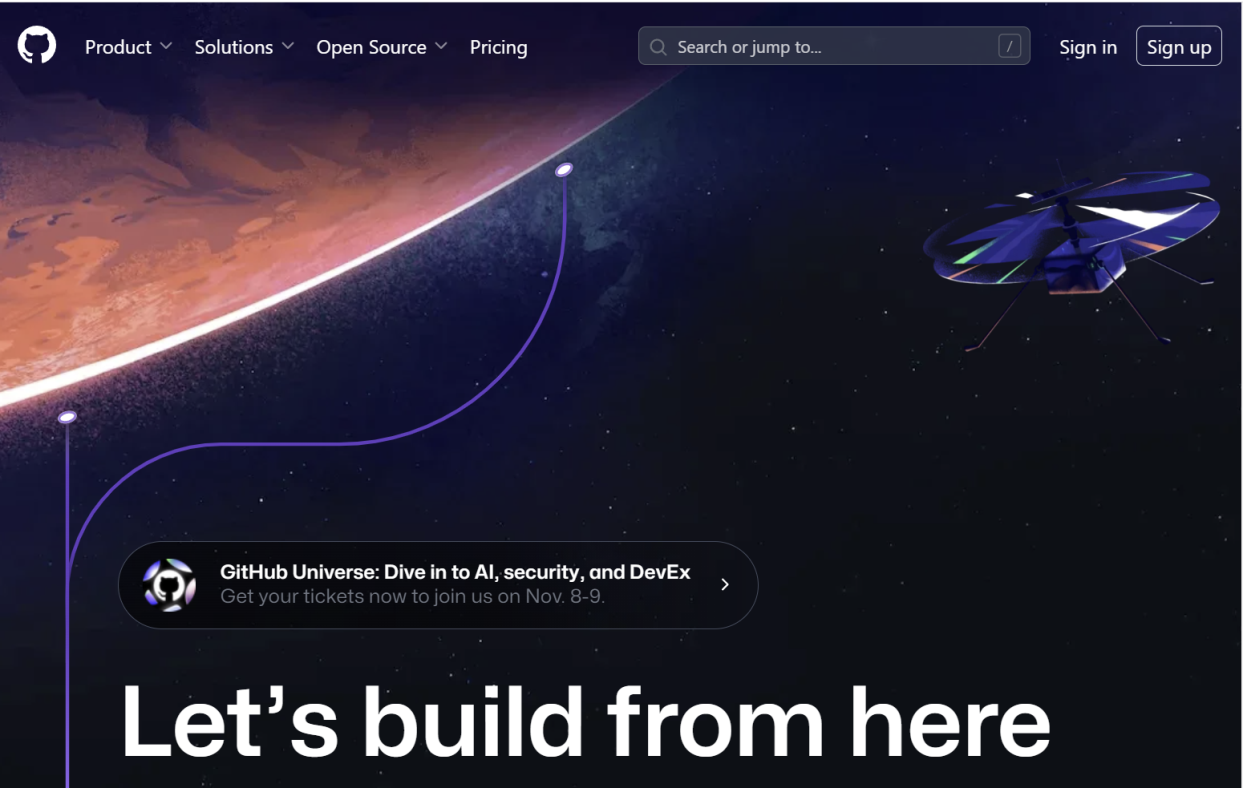 Product
Solutions
Open Source
Pricing
Search or jump to...
/
Sign in
Sign up
GitHub Universe: Dive in to AI, security, and DevEx
Get your tickets now to join us on Nov. 8-9.
Let’s build from here